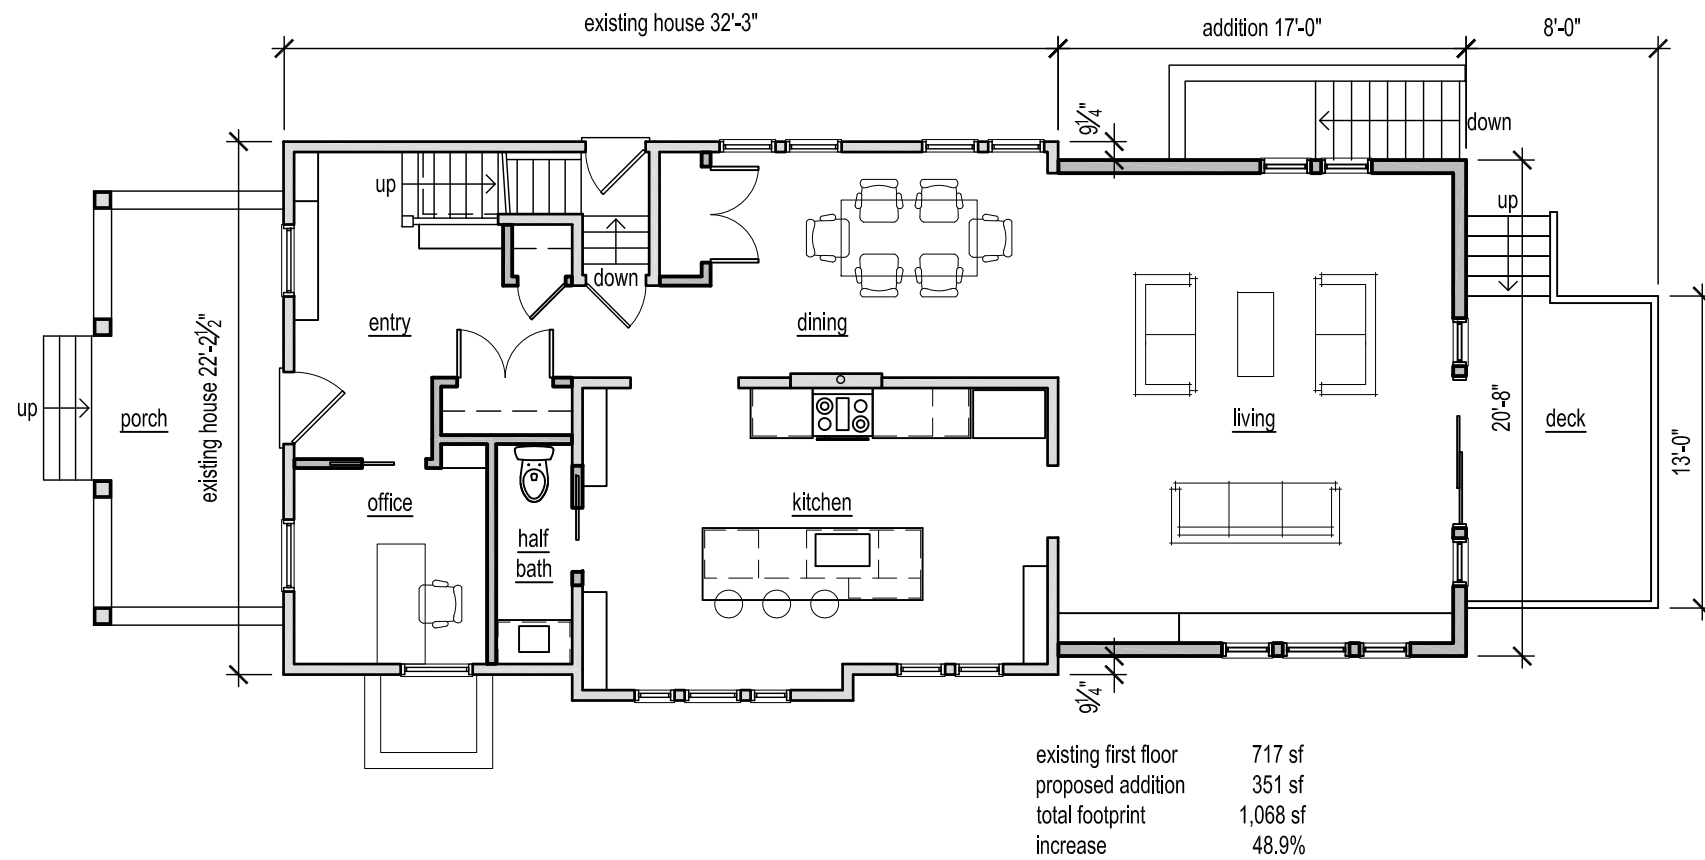 existing house 32'-3"
addition 17'-0"
8'-0"
9¼"
down
up
up
down
entry
dining
existing house 22'-2½"
up
porch
living
20'-8"
deck
13'-0"
office
kitchen
half
bath
9¼"
existing first floor 717 sf
proposed addition 351 sf
total footprint 1,068 sf
increase 48.9%